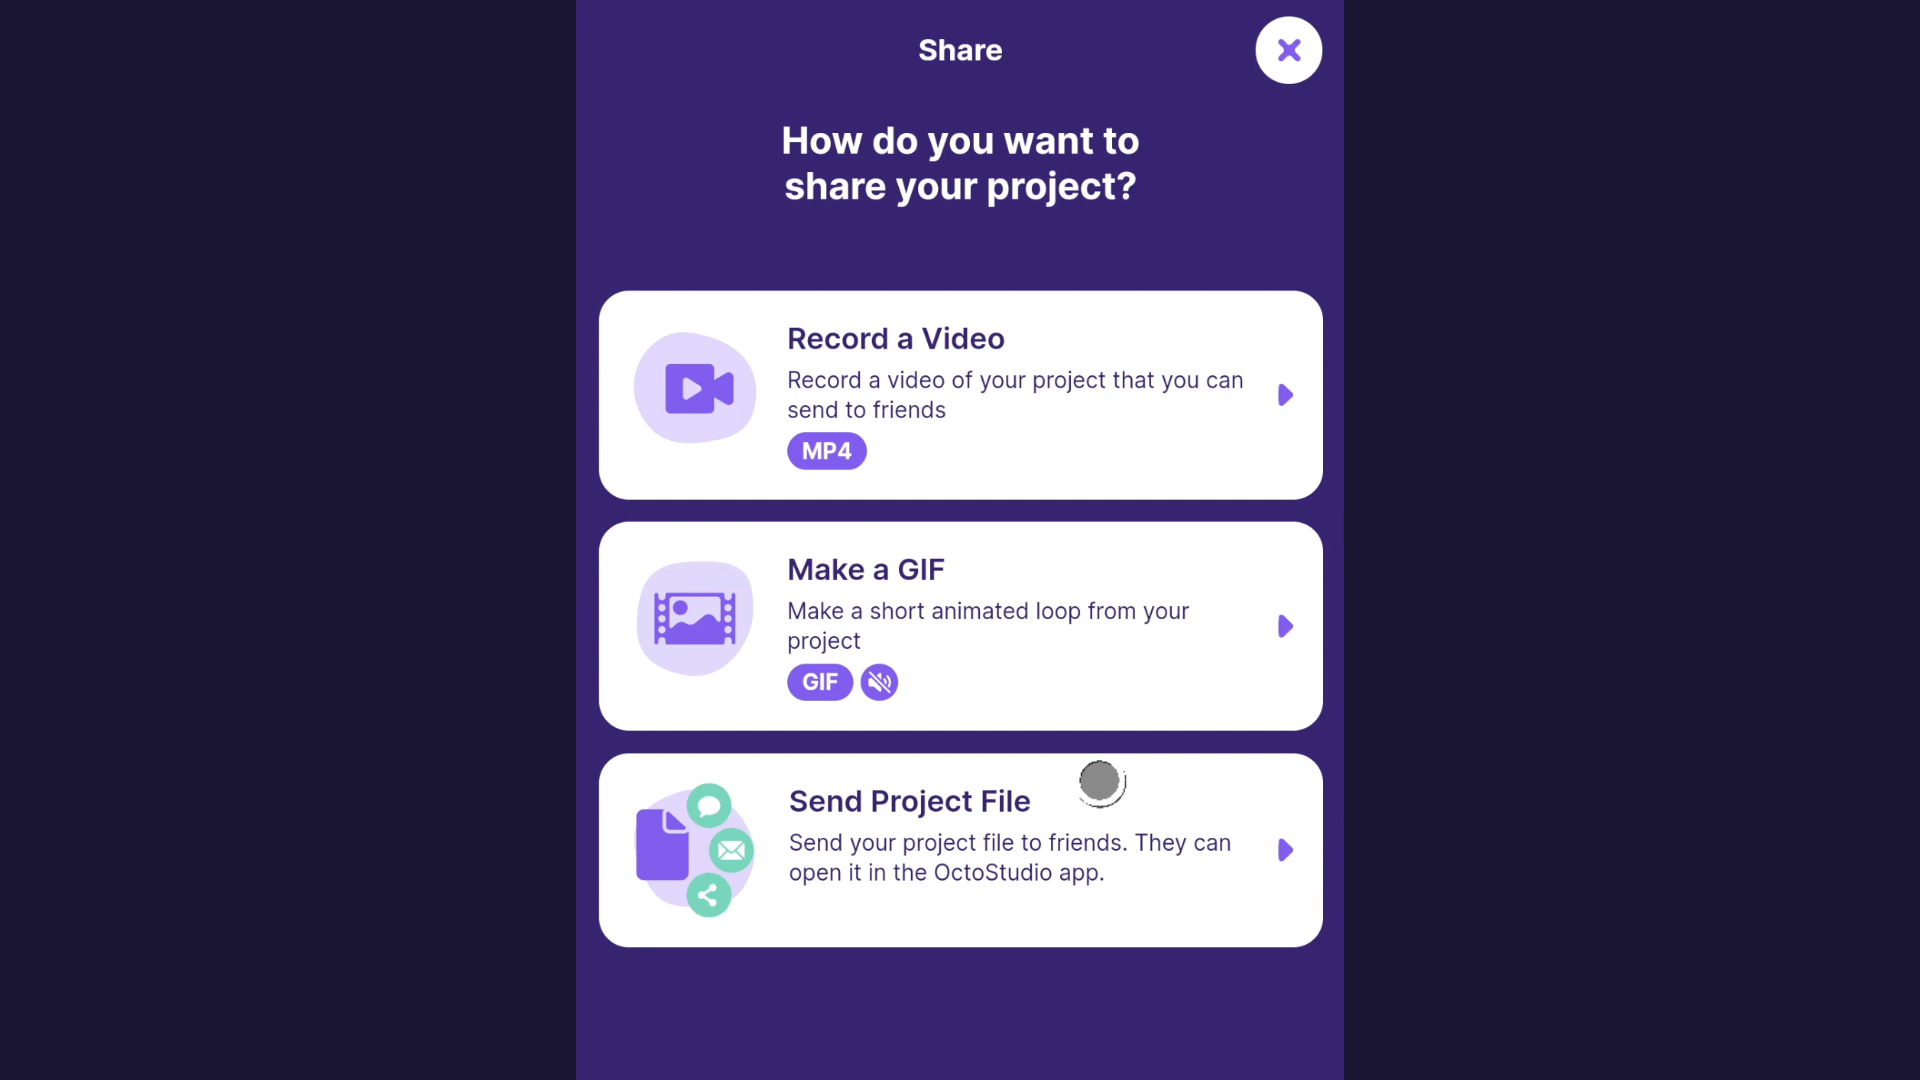 Share
How do you want to
share your project?
Record a Video
Record a video of your project that you can
send to friends
MP4
Make a GIF
Make a short animated loop from your
project
GIF
Send Project File
Send your project file to friends. They can
open it in the OctoStudio app.